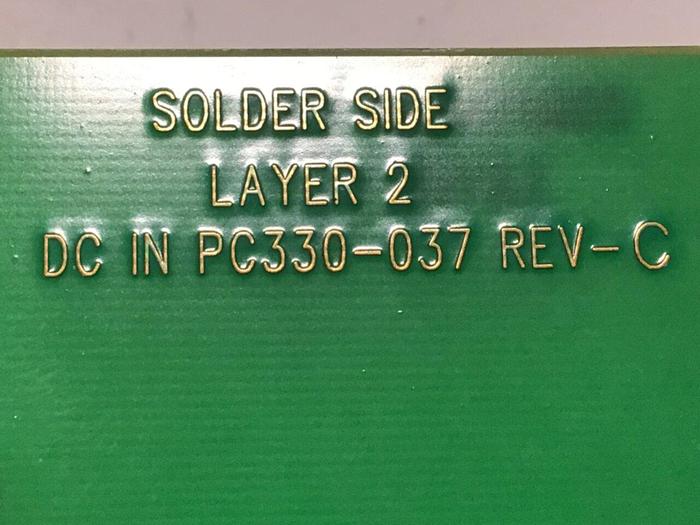 SOLDER SIDE
LAYER 2
DC IN PC330-037 REV-C